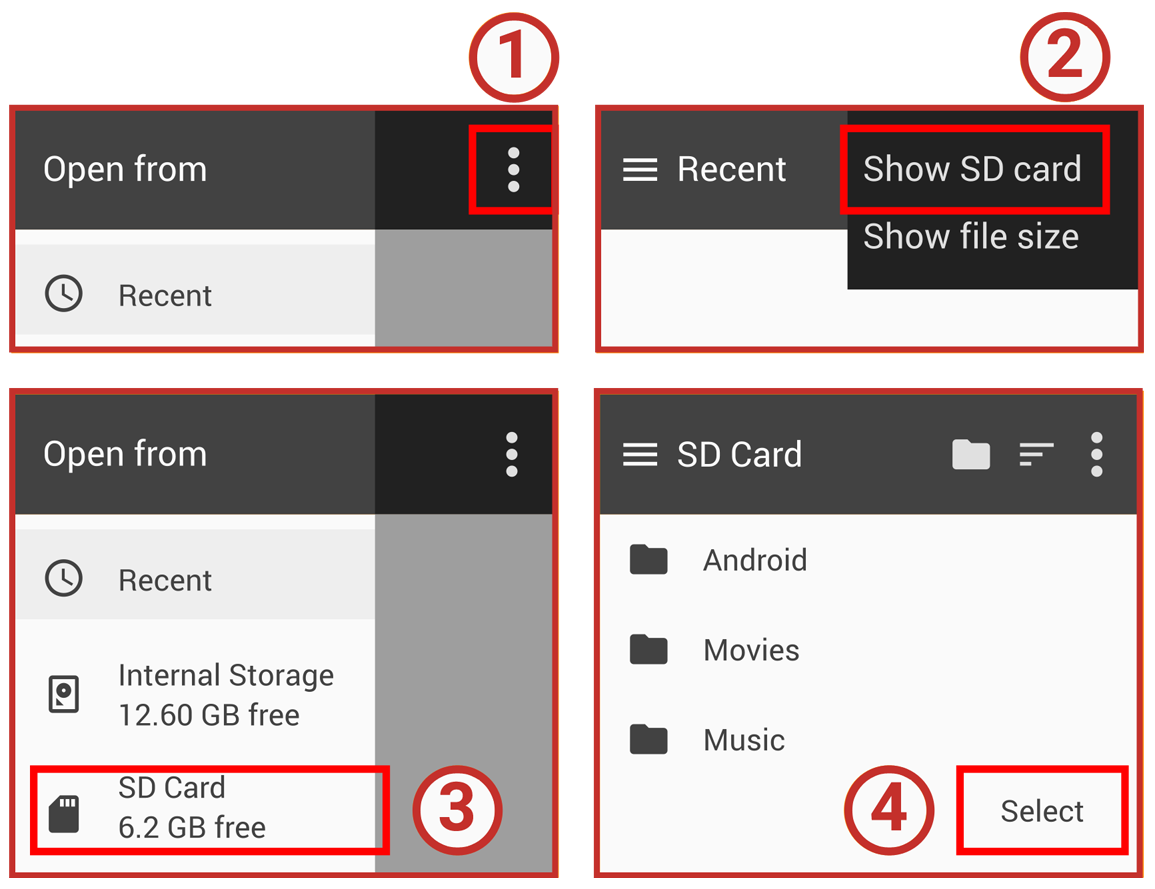 1
Open from
Recent
2
Recent
Show SD card
Show file size
Open from
Recent
Internal Storage
12.60 GB free
SD Card
6.2 GB free
3
SD Card
Android
Movies
Music
4
Select